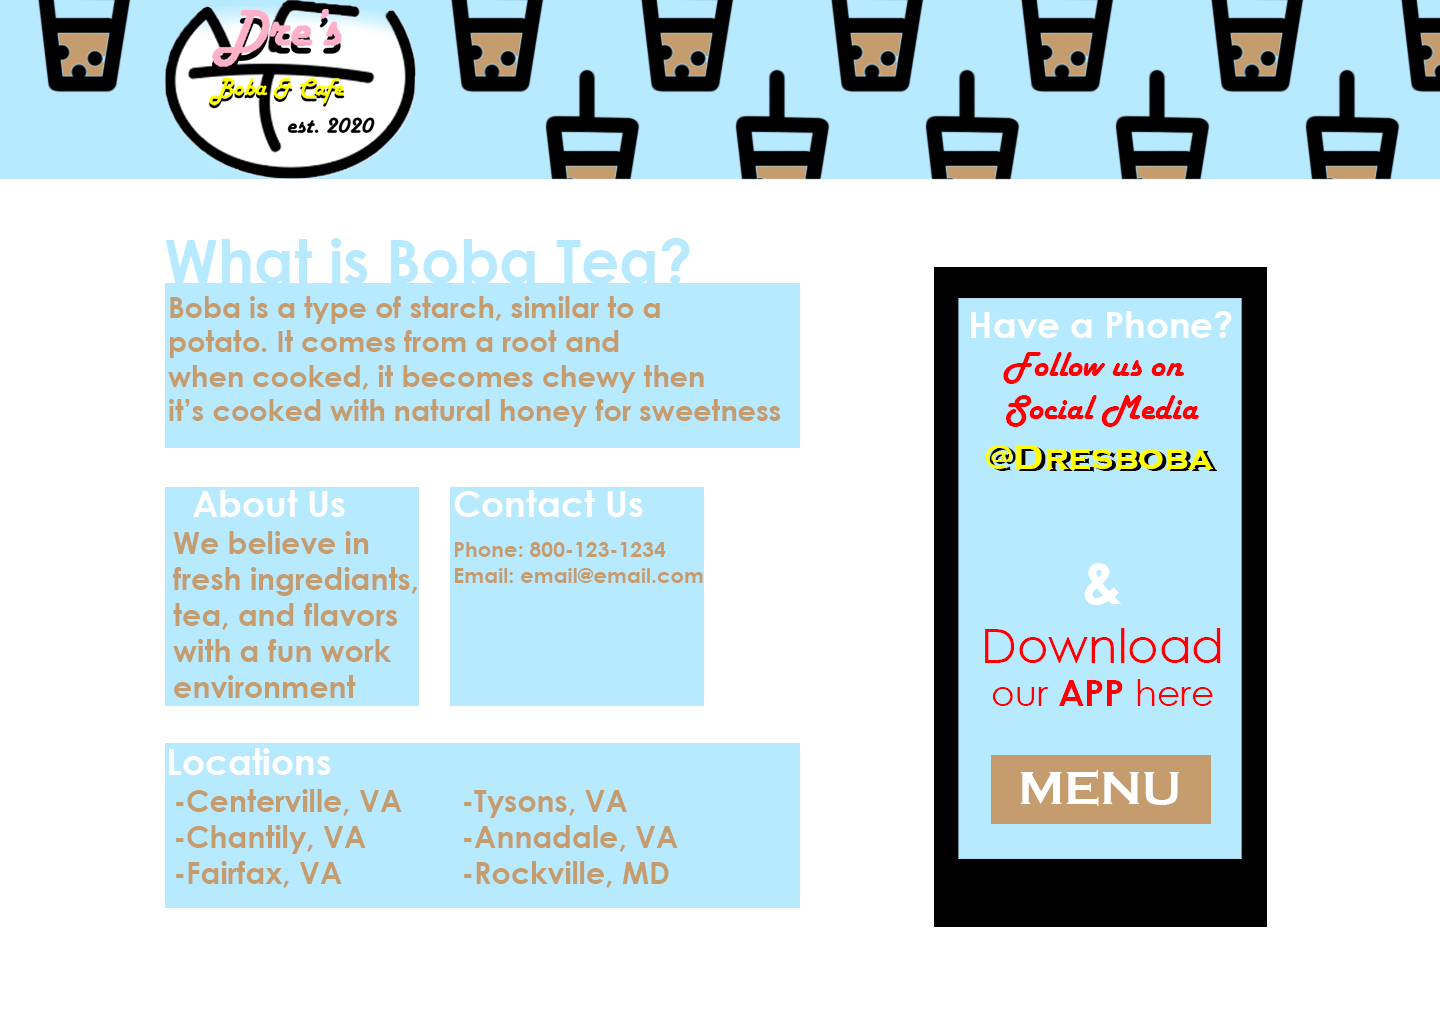 Dre's
Boba & Cafe
est. 2020
What is Boba Tea?
Boba is a type of starch, similar to a
potato. It comes from a root and
when cooked, it becomes chewy then
it’s cooked with natural honey for sweetness
About Us
We believe in
fresh ingrediants,
tea, and flavors
with a fun work
environment
Contact Us
Phone: 800-123-1234
Email: email@email.com
Locations
-Centerville, VA
-Chantily, VA
-Fairfax, VA
-Tysons, VA
-Annadale, VA
-Rockville, MD
Have a Phone?
Follow us on
Social Media
@Dresboba
&
Download
our APP here
MENU